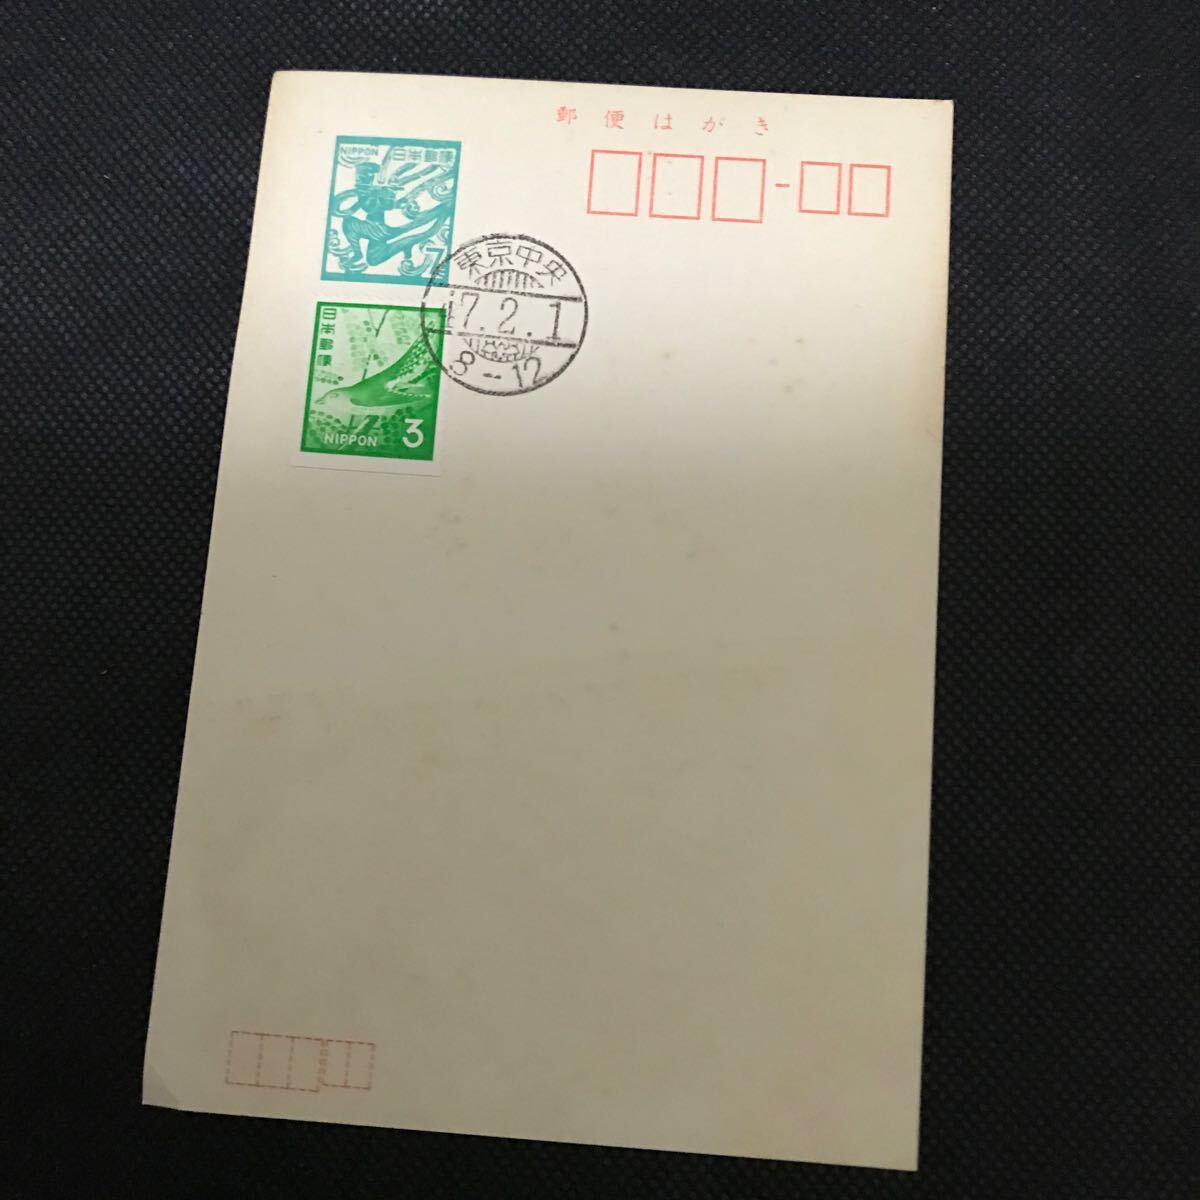 郵便はがき
NIPPON 日本郵便
7
東京中央
47.2.1
8-12
日本郵便
NIPPON 3